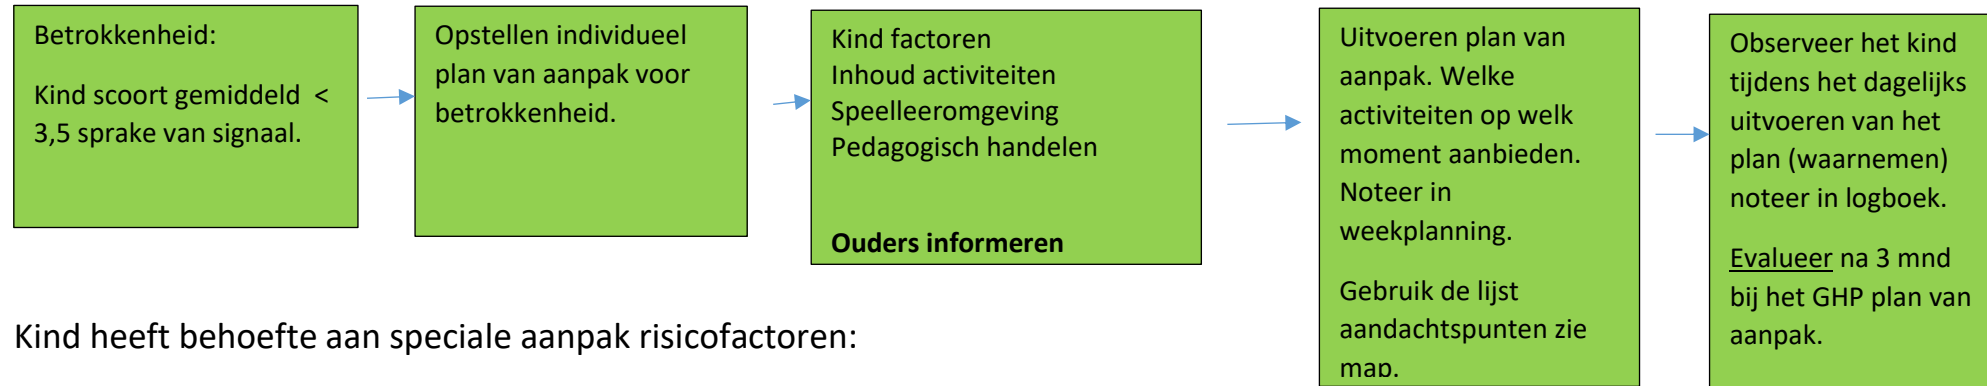 Betrokkenheid:
Kind scoort gemiddeld <
3,5 sprake van signaal.
Opstellen individueel
plan van aanpak voor
betrokkenheid.
Kind factoren
Inhoud activiteiten
Speelleeromgeving
Pedagogisch handelen
Ouders informeren
Uitvoeren plan van
aanpak. Welke
activiteiten op welk
moment aanbieden.
Noteer in
weekplanning.
Gebruik de lijst
aandachtspunten zie
map.
Observeer het kind
tijdens het dagelijks
uitvoeren van het
plan (waarnemen)
noteer in logboek.
Evalueer na 3 mnd
bij het GHP plan van
aanpak.
Kind heeft behoefte aan speciale aanpak risicofactoren: